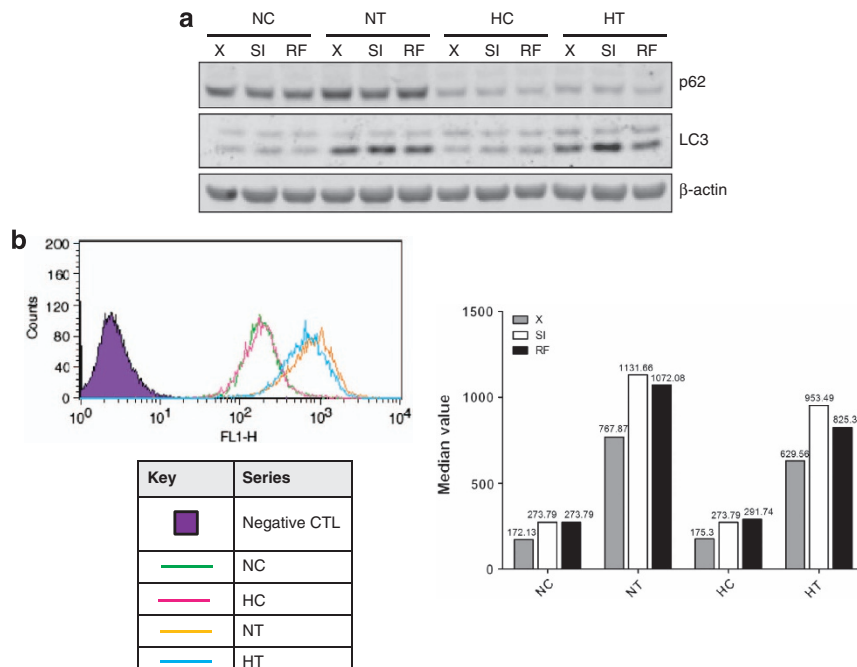 a
NC NT HC HT
X SI RF X SI RF X SI RF X SI RF
p62
LC3
β-actin
b
200
160
120
80
40
0
Counts
10^0 10^1 10^2 10^3 10^4
FL1-H
Key Series
Negative CTL
NC
HC
NT
HT
1500
1000
500
0
Median value
X
SI
RF
172.13 273.79 273.79
767.87 1131.66 1072.08
175.3 273.79 291.74
629.56 953.49 825.3
NC NT HC HT